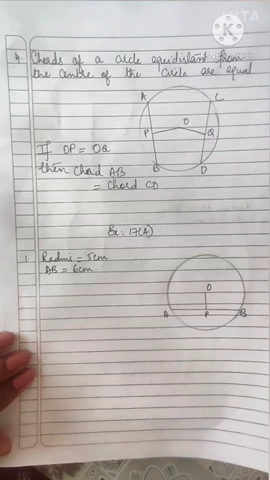 4. Chords of a circle equidistant from
the centre of the circle are equal
A C
O
P Q
B D
If OP = OQ
then chord AB
= chord CD
Ex: 17(A)
1. Radius = 5cm
AB = 6cm.
O
A P B